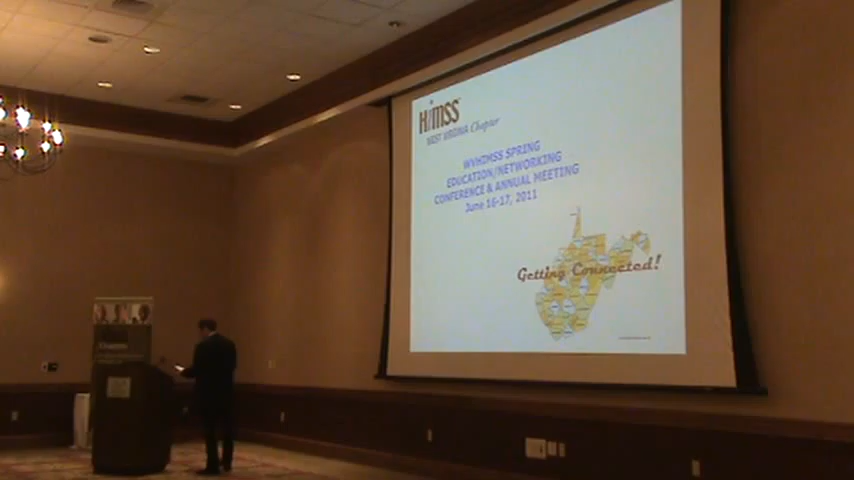 HIMSS
WEST VIRGINIA Chapter
WVHIMSS SPRING
EDUCATION/NETWORKING
CONFERENCE & ANNUAL MEETING
June 16-17, 2011
Getting Connected!